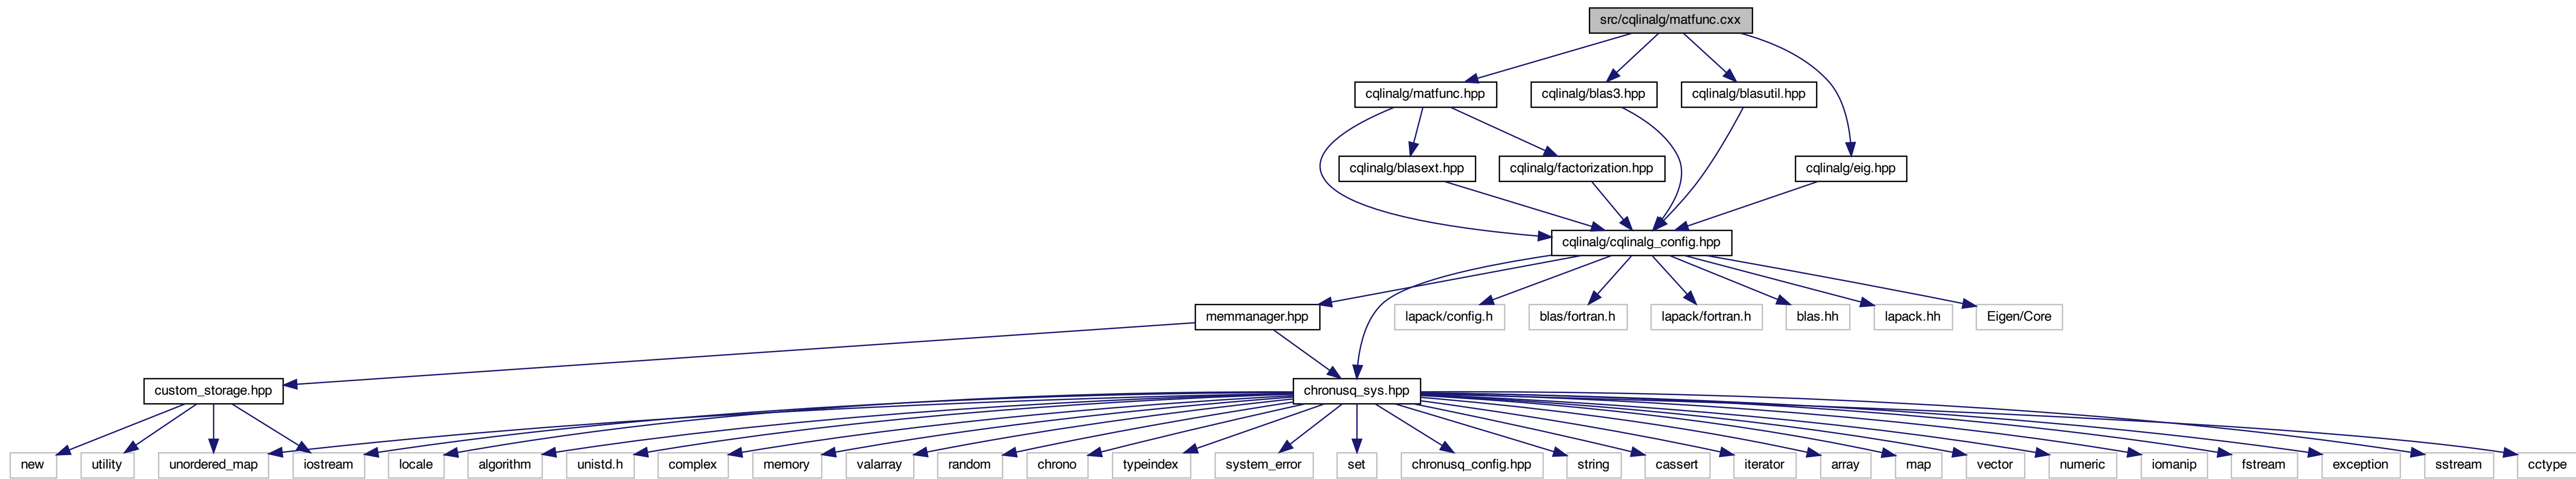 src/cqlinalg/matfunc.cxx
cqlinalg/matfunc.hpp
cqlinalg/blas3.hpp
cqlinalg/blasutil.hpp
cqlinalg/blasext.hpp
cqlinalg/factorization.hpp
cqlinalg/eig.hpp
cqlinalg/cqlinalg_config.hpp
memmanager.hpp
lapack/config.h
blas/fortran.h
lapack/fortran.h
blas.hh
lapack.hh
Eigen/Core
custom_storage.hpp
chronusq_sys.hpp
new
utility
unordered_map
iostream
locale
algorithm
unistd.h
complex
memory
valarray
random
chrono
typeindex
system_error
set
chronusq_config.hpp
string
cassert
iterator
array
map
vector
numeric
iomanip
fstream
exception
sstream
cctype